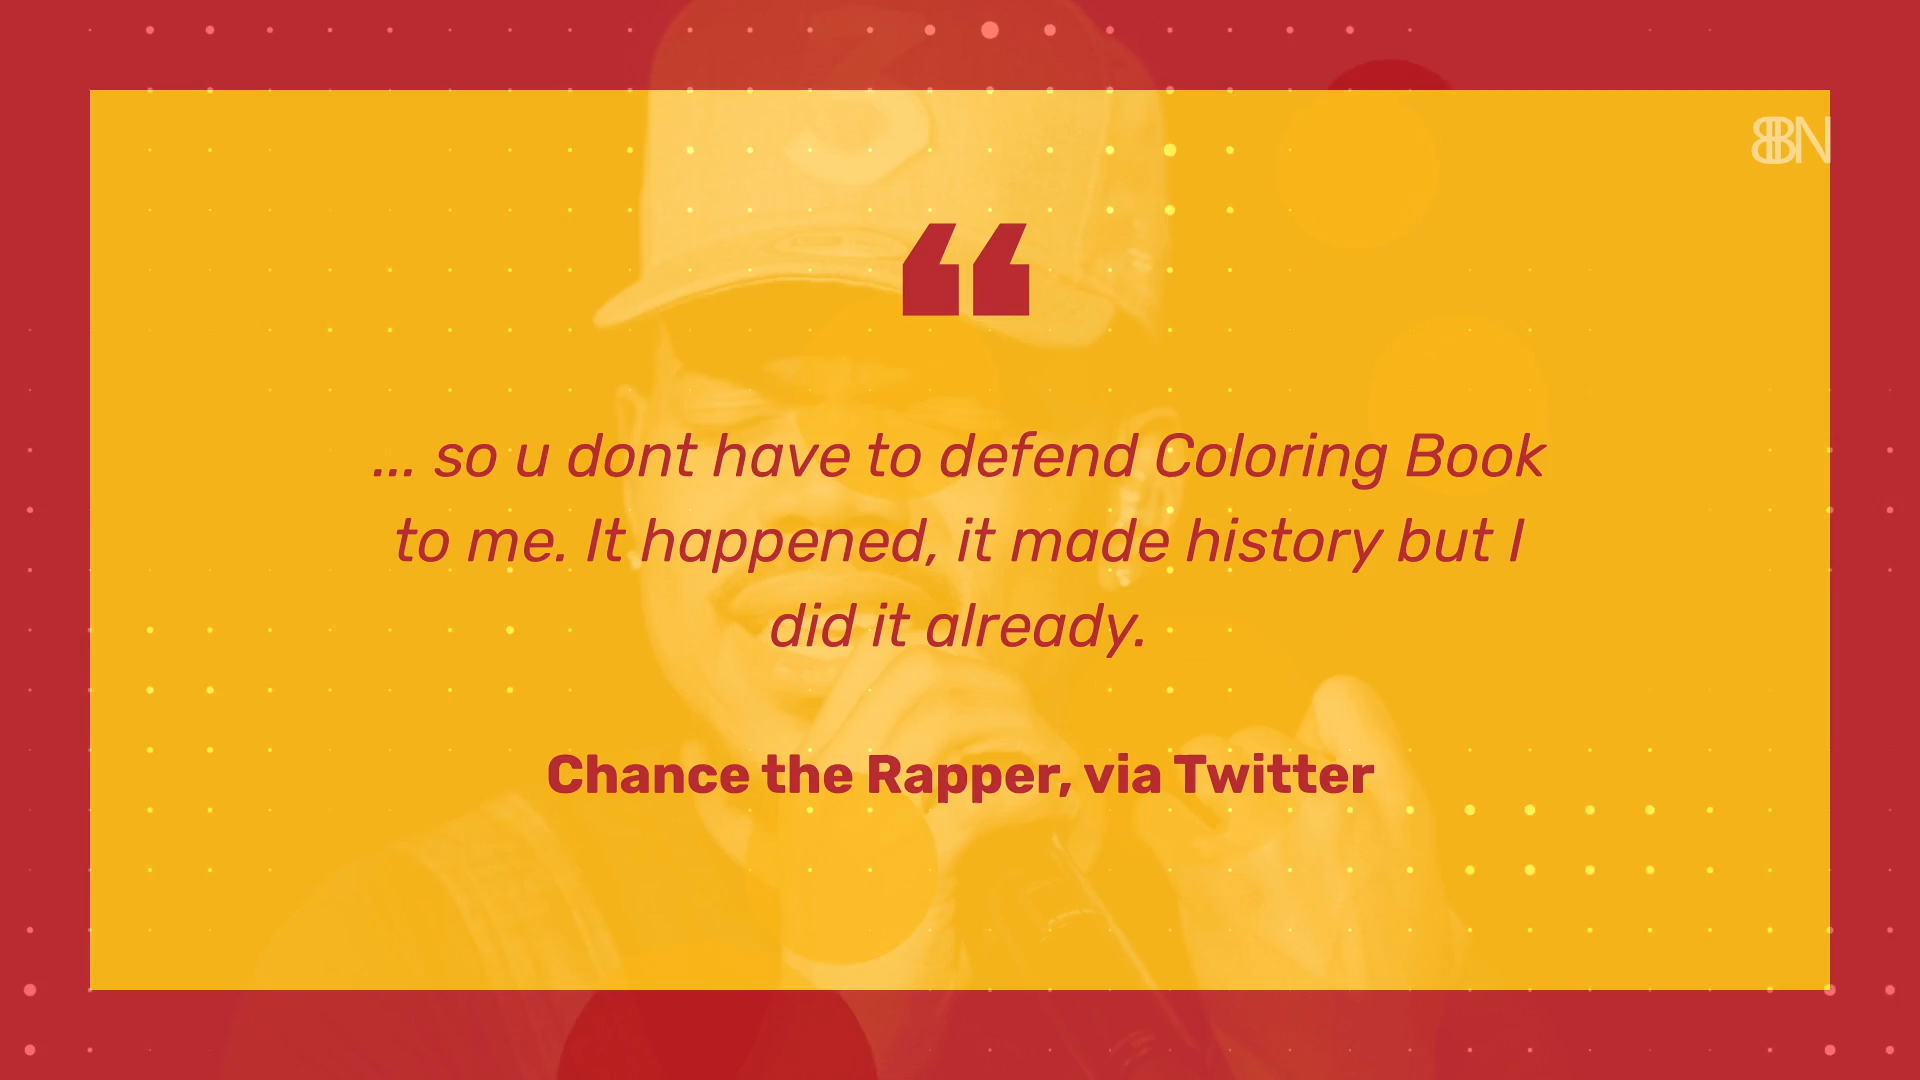 3
BBN
“
... so u dont have to defend Coloring Book
to me. It happened, it made history but I
did it already.
Chance the Rapper, via Twitter